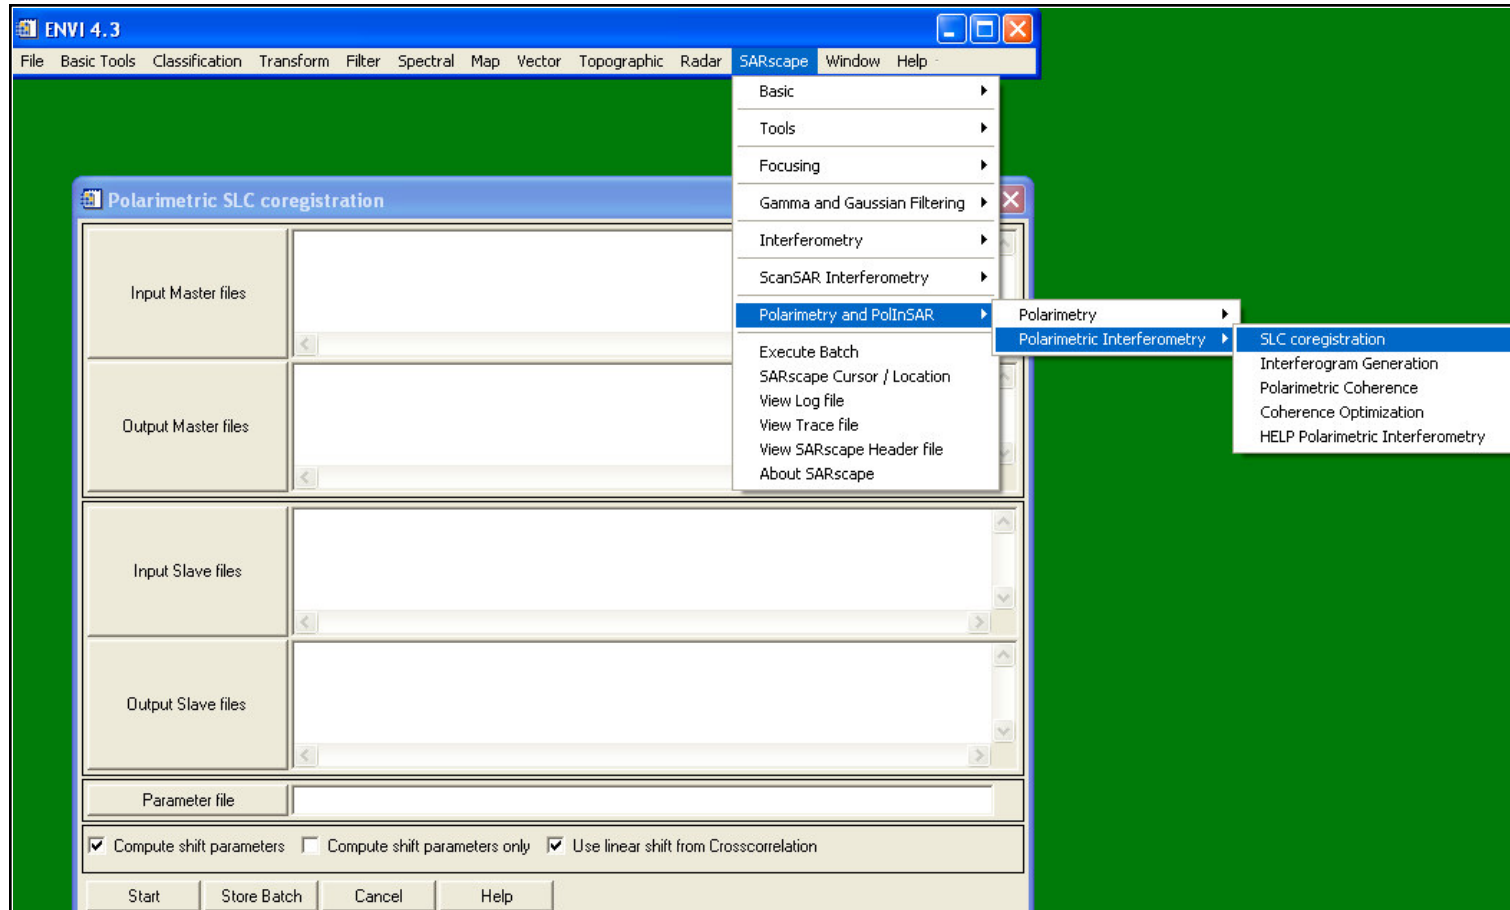 ENVI 4.3
File Basic Tools Classification Transform Filter Spectral Map Vector Topographic Radar SARscape Window Help
Basic
Tools
Focusing
Gamma and Gaussian Filtering
Interferometry
ScanSAR Interferometry
Polarimetry and PolInSAR
Execute Batch
SARscape Cursor / Location
View Log file
View Trace file
View SARscape Header file
About SARscape
Polarimetry
Polarimetric Interferometry
SLC coregistration
Interferogram Generation
Polarimetric Coherence
Coherence Optimization
HELP Polarimetric Interferometry
Polarimetric SLC coregistration
Input Master files
Output Master files
Input Slave files
Output Slave files
Parameter file
Compute shift parameters Compute shift parameters only Use linear shift from Crosscorrelation
Start Store Batch Cancel Help